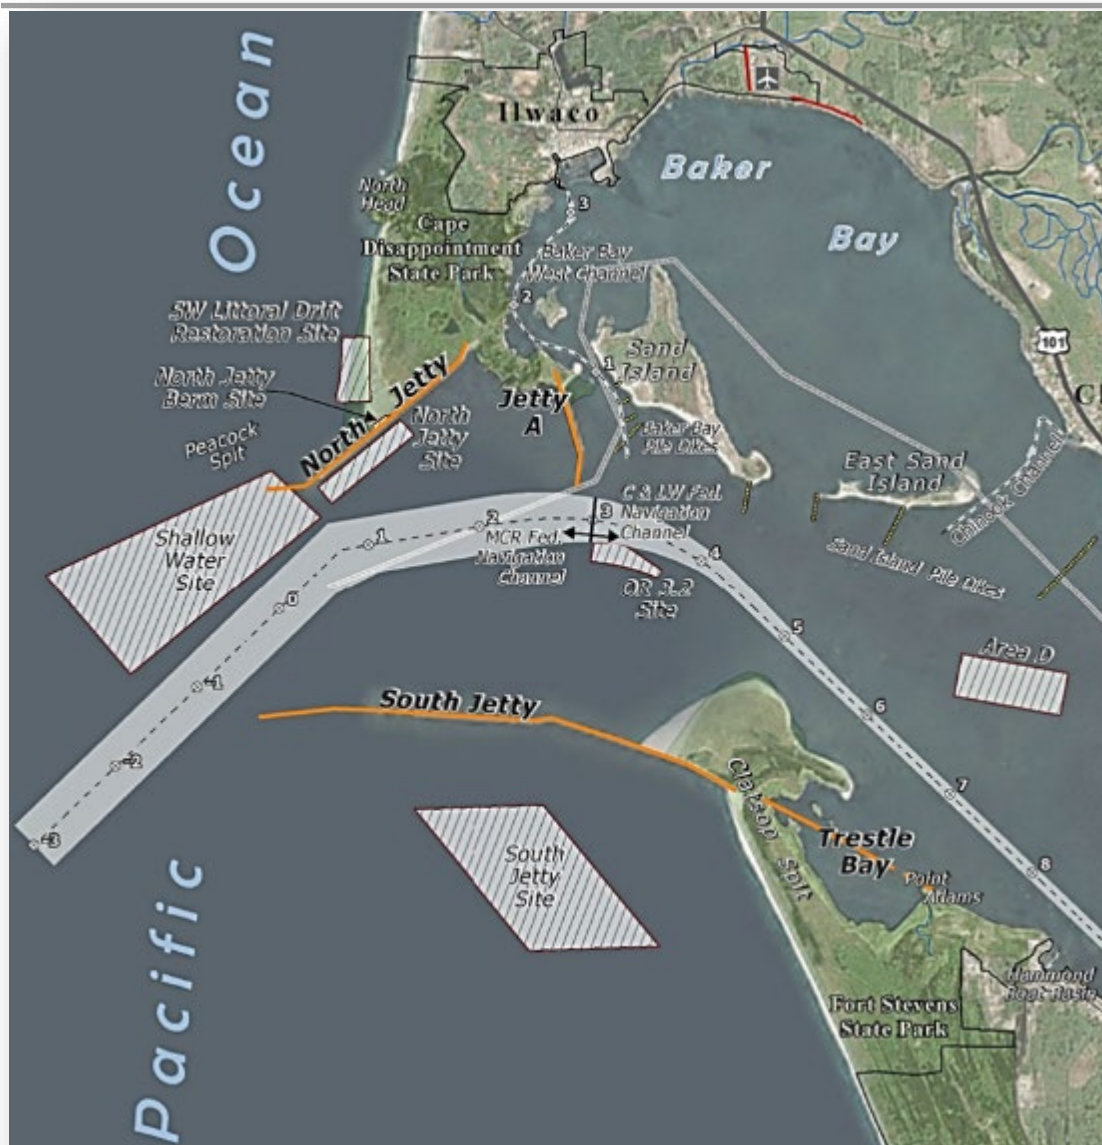 Ocean
Ilwaco
Baker
Bay
North
Head
3
Cape
Disappointment
State Park
Baker Bay
West Channel
2
SW Littoral Drift
Restoration Site
101
Sand
Island
1
North Jetty
Berm Site
North Jetty
Jetty
A
North
Jetty
Site
Peacock
Spit
Baker Bay
Pile Dikes
East Sand
Island
Chinook Channel
C & LW Fed.
Navigation
Channel
Shallow
Water
Site
1
2
3
MCR Fed.
Navigation
Channel
4
Sand Island Pile Dikes
OR 3.2
Site
0
5
Area D
-1
South Jetty
6
-2
Clatsop Spit
7
-3
Trestle
Bay
South
Jetty
Site
8
Point
Adams
Pacific
Hammond
Boat Basin
Fort Stevens
State Park